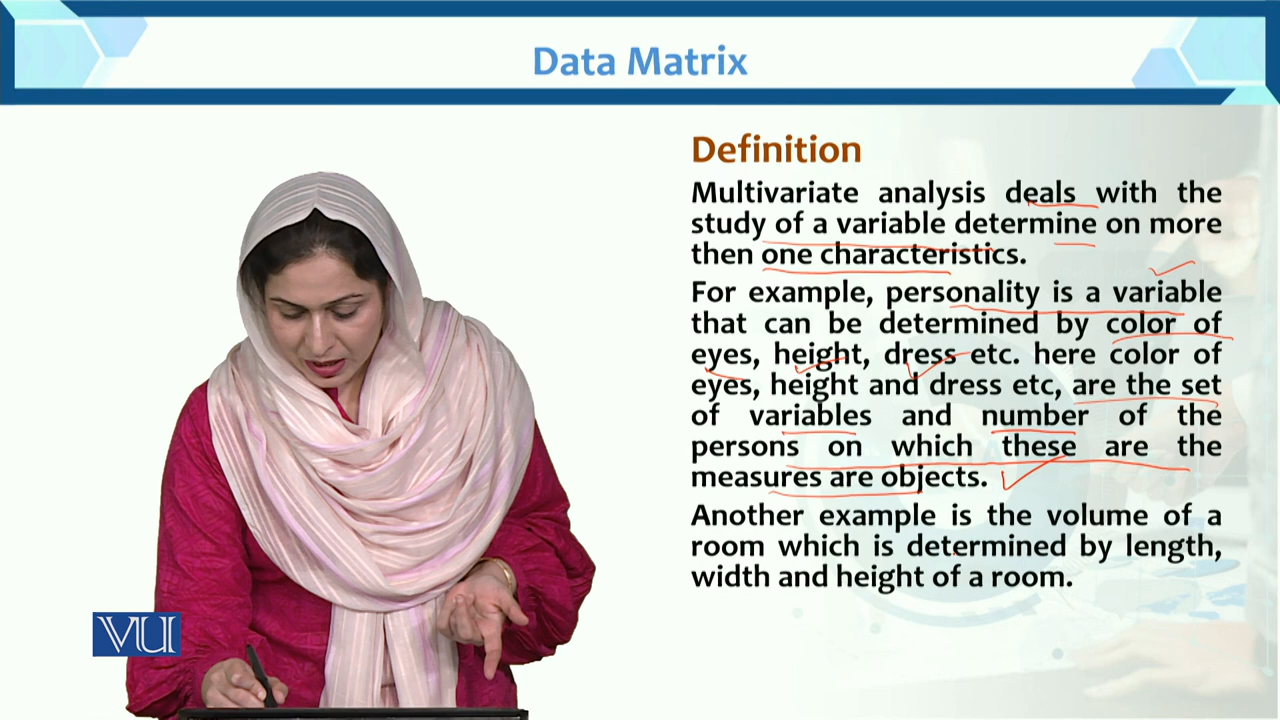 Data Matrix
Definition
Multivariate analysis deals with the
study of a variable determine on more
then one characteristics.
For example, personality is a variable
that can be determined by color of
eyes, height, dress etc. here color of
eyes, height and dress etc, are the set
of variables and number of the
persons on which these are the
measures are objects.
Another example is the volume of a
room which is determined by length,
width and height of a room.
VU